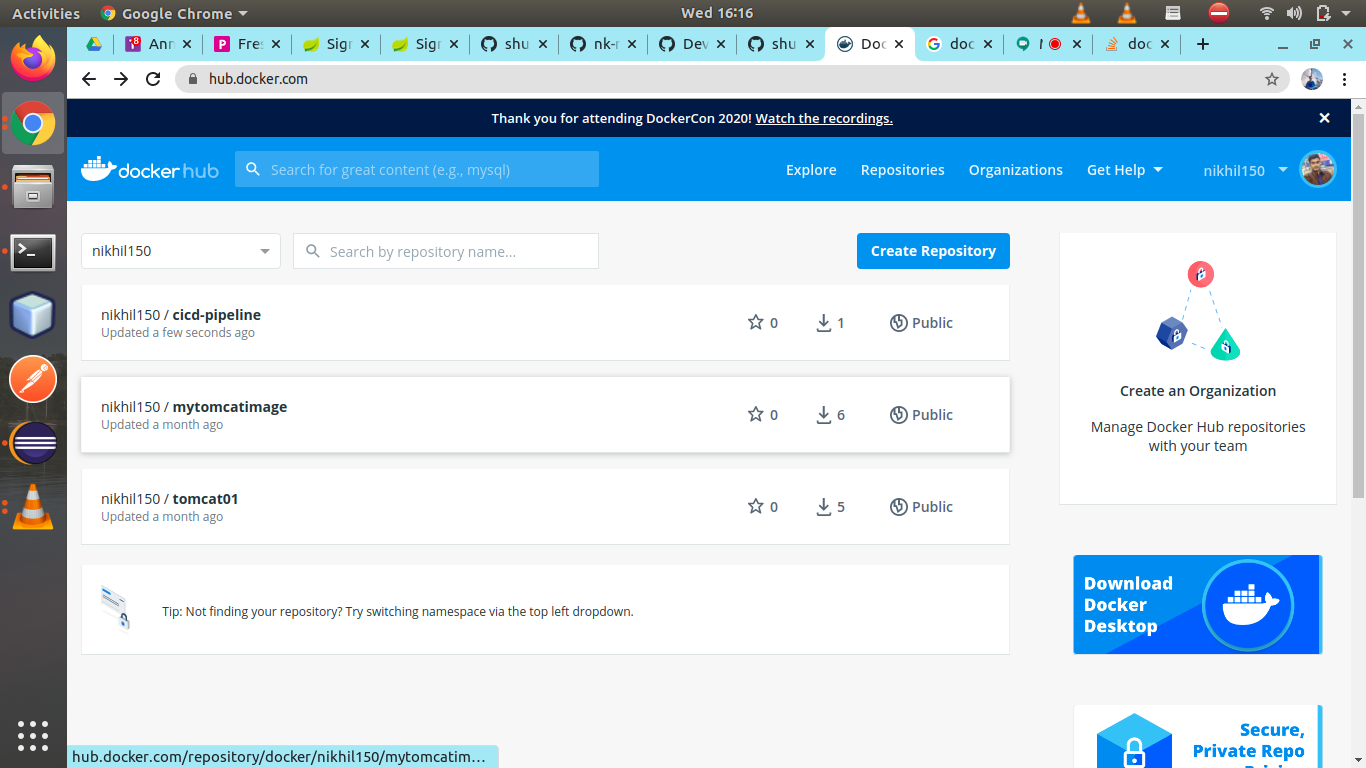 Activities
Google Chrome
Wed 16:16
8
Ann
Fres
Sign
Sign
shu
nk-r
Dev
shu
Doc
doc
doc
hub.docker.com
Thank you for attending DockerCon 2020! Watch the recordings.
docker hub
Search for great content (e.g., mysql)
Explore
Repositories
Organizations
Get Help
nikhil150
nikhil150
Search by repository name...
Create Repository
nikhil150 / cicd-pipeline
Updated a few seconds ago
0
1
Public
nikhil150 / mytomcatimage
Updated a month ago
0
6
Public
nikhil150 / tomcat01
Updated a month ago
0
5
Public
Tip: Not finding your repository? Try switching namespace via the top left dropdown.
Create an Organization
Manage Docker Hub repositories
with your team
Download
Docker
Desktop
Secure,
Private Repo
hub.docker.com/repository/docker/nikhil150/mytomcatim...